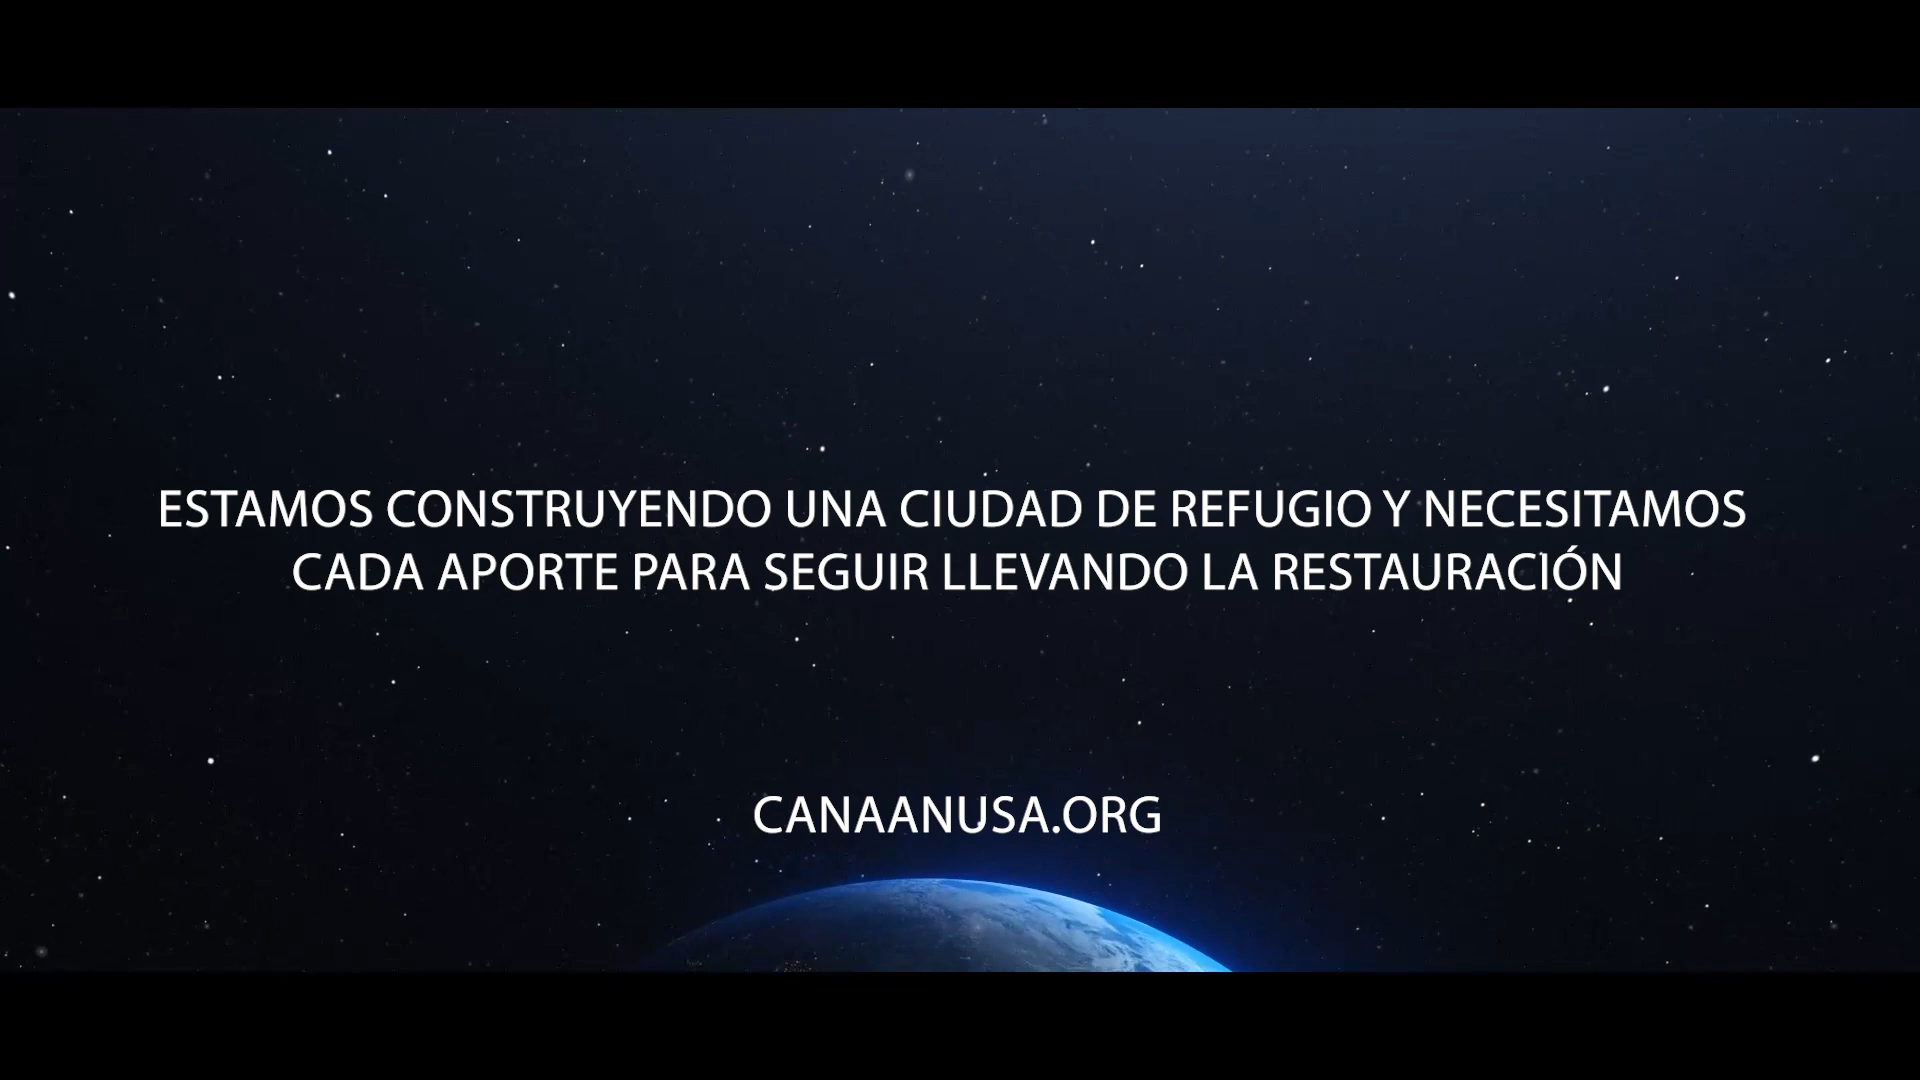 ESTAMOS CONSTRUYENDO UNA CIUDAD DE REFUGIO Y NECESITAMOS
CADA APORTE PARA SEGUIR LLEVANDO LA RESTAURACIÓN
CANAANUSA.ORG